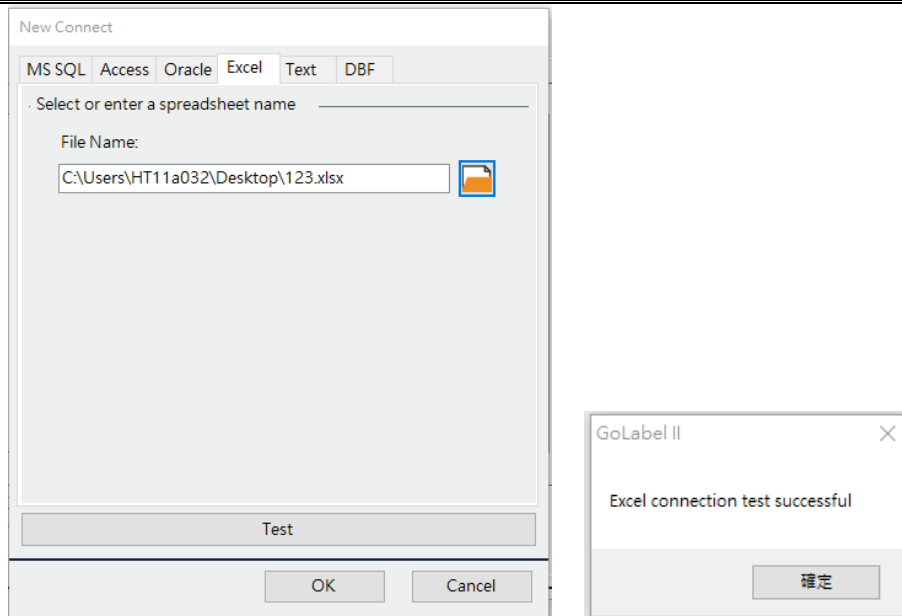 New Connect
MS SQL Access Oracle Excel Text DBF
Select or enter a spreadsheet name
File Name:
C:\Users\HT11a032\Desktop\123.xlsx
Test
OK Cancel
GoLabel II
Excel connection test successful
確定